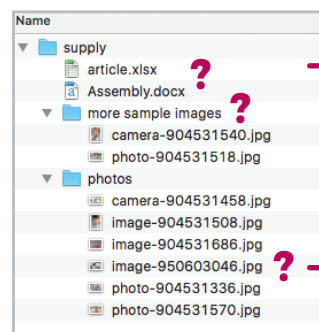 Name
supply
article.xlsx ?
Assembly.docx
more sample images ?
camera-904531540.jpg
photo-904531518.jpg
photos
camera-904531458.jpg
image-904531508.jpg
image-904531686.jpg
image-950603046.jpg ?
photo-904531336.jpg
photo-904531570.jpg